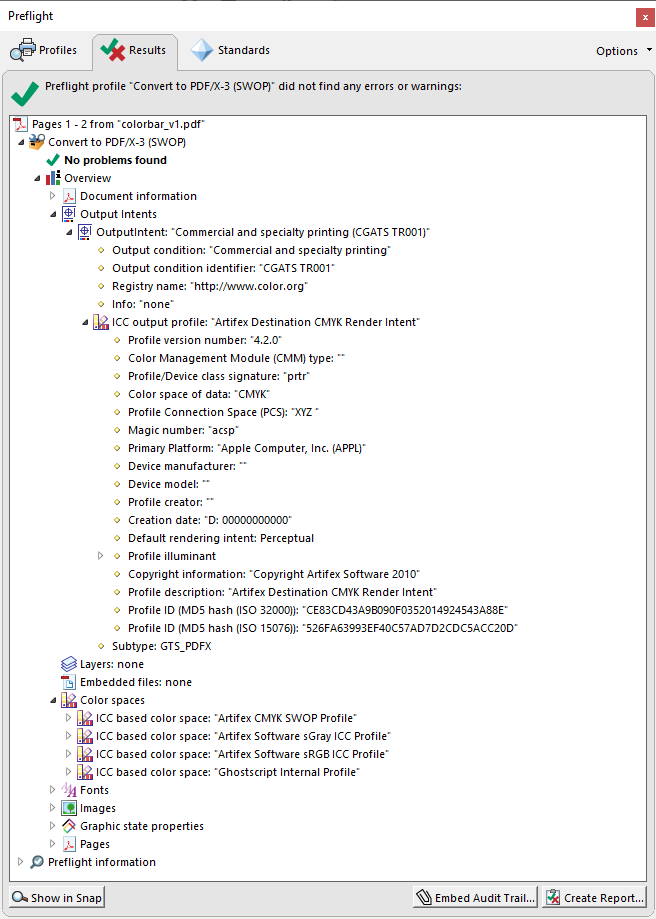 Preflight
Profiles
Results
Standards
Options
Preflight profile "Convert to PDF/X-3 (SWOP)" did not find any errors or warnings:
Pages 1 - 2 from "colorbar_v1.pdf"
Convert to PDF/X-3 (SWOP)
No problems found
Overview
Document information
Output Intents
OutputIntent: "Commercial and specialty printing (CGATS TR001)"
Output condition: "Commercial and specialty printing"
Output condition identifier: "CGATS TR001"
Registry name: "http://www.color.org"
Info: "none"
ICC output profile: "Artifex Destination CMYK Render Intent"
Profile version number: "4.2.0"
Color Management Module (CMM) type: ""
Profile/Device class signature: "prtr"
Color space of data: "CMYK"
Profile Connection Space (PCS): "XYZ "
Magic number: "acsp"
Primary Platform: "Apple Computer, Inc. (APPL)"
Device manufacturer: ""
Device model: ""
Profile creator: ""
Creation date: "D: 00000000000"
Default rendering intent: Perceptual
Profile illuminant
Copyright information: "Copyright Artifex Software 2010"
Profile description: "Artifex Destination CMYK Render Intent"
Profile ID (MD5 hash (ISO 32000)): "CE83CD43A9B090F0352014924543A88E"
Profile ID (MD5 hash (ISO 15076)): "526FA63993EF40C57AD7D2CDC5ACC20D"
Subtype: GTS_PDFX
Layers: none
Embedded files: none
Color spaces
ICC based color space: "Artifex CMYK SWOP Profile"
ICC based color space: "Artifex Software sGray ICC Profile"
ICC based color space: "Artifex Software sRGB ICC Profile"
ICC based color space: "Ghostscript Internal Profile"
Fonts
Images
Graphic state properties
Pages
Preflight information
Show in Snap
Embed Audit Trail...
Create Report...